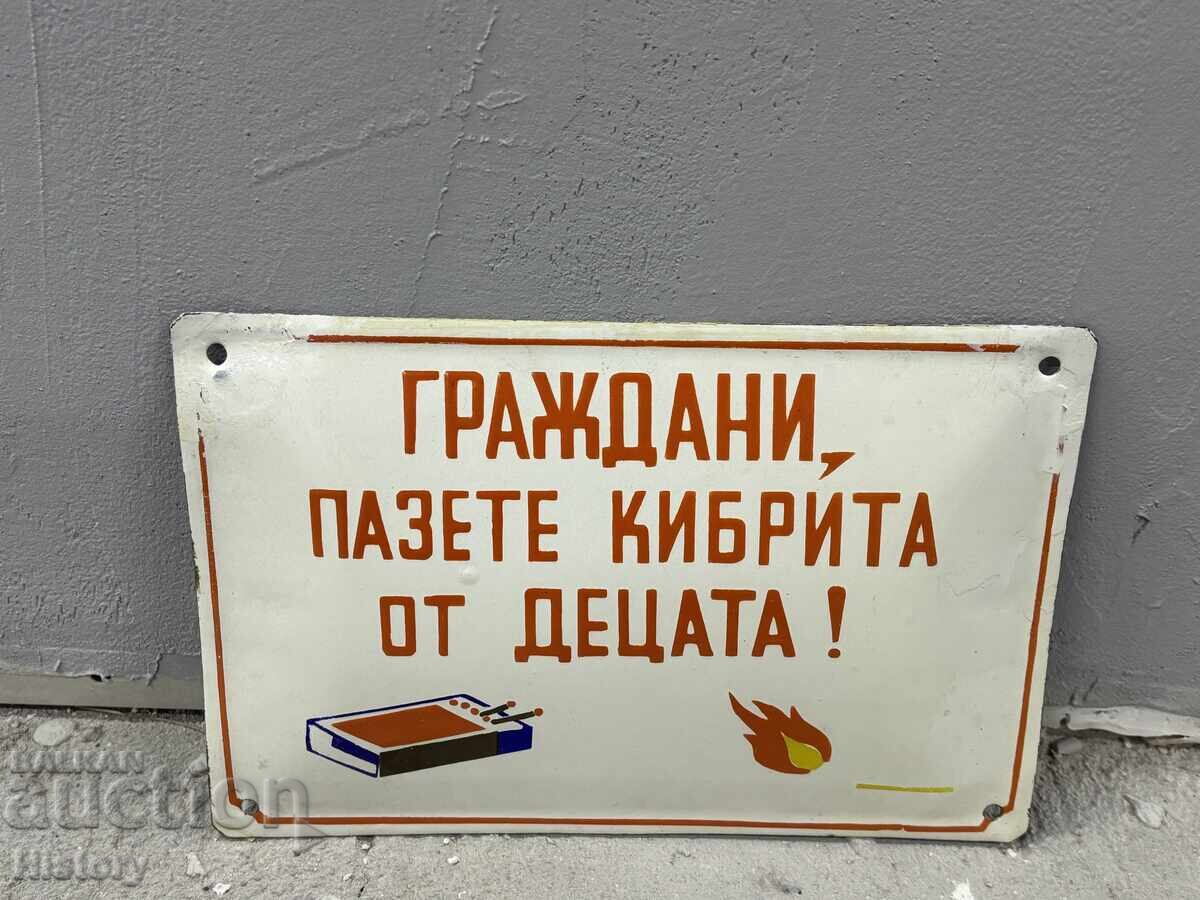 ГРАЖДАНИ,
ПАЗЕТЕ КИБРИТА
ОТ ДЕЦАТА!
BALKAN
auction
History